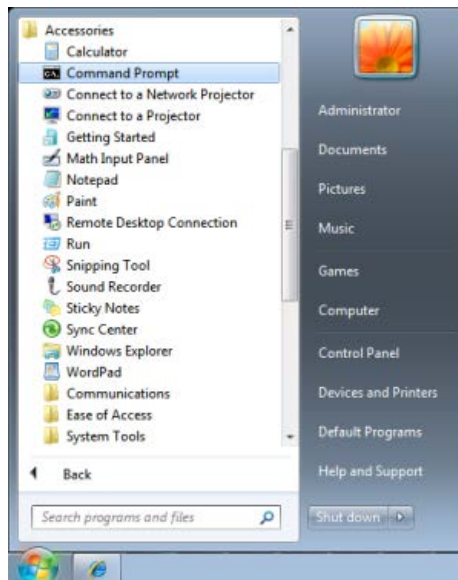 Accessories
Calculator
Command Prompt
Connect to a Network Projector
Connect to a Projector
Getting Started
Math Input Panel
Notepad
Paint
Remote Desktop Connection
Run
Snipping Tool
Sound Recorder
Sticky Notes
Sync Center
Windows Explorer
WordPad
Communications
Ease of Access
System Tools
Back
Search programs and files
Administrator
Documents
Pictures
Music
Games
Computer
Control Panel
Devices and Printers
Default Programs
Help and Support
Shut down